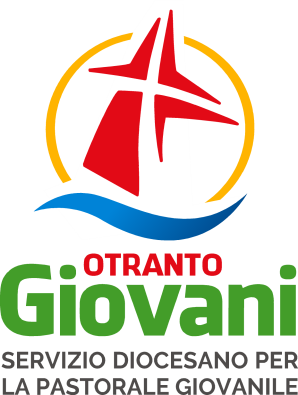 OTRANTO
Giovani
SERVIZIO DIOCESANO PER
LA PASTORALE GIOVANILE